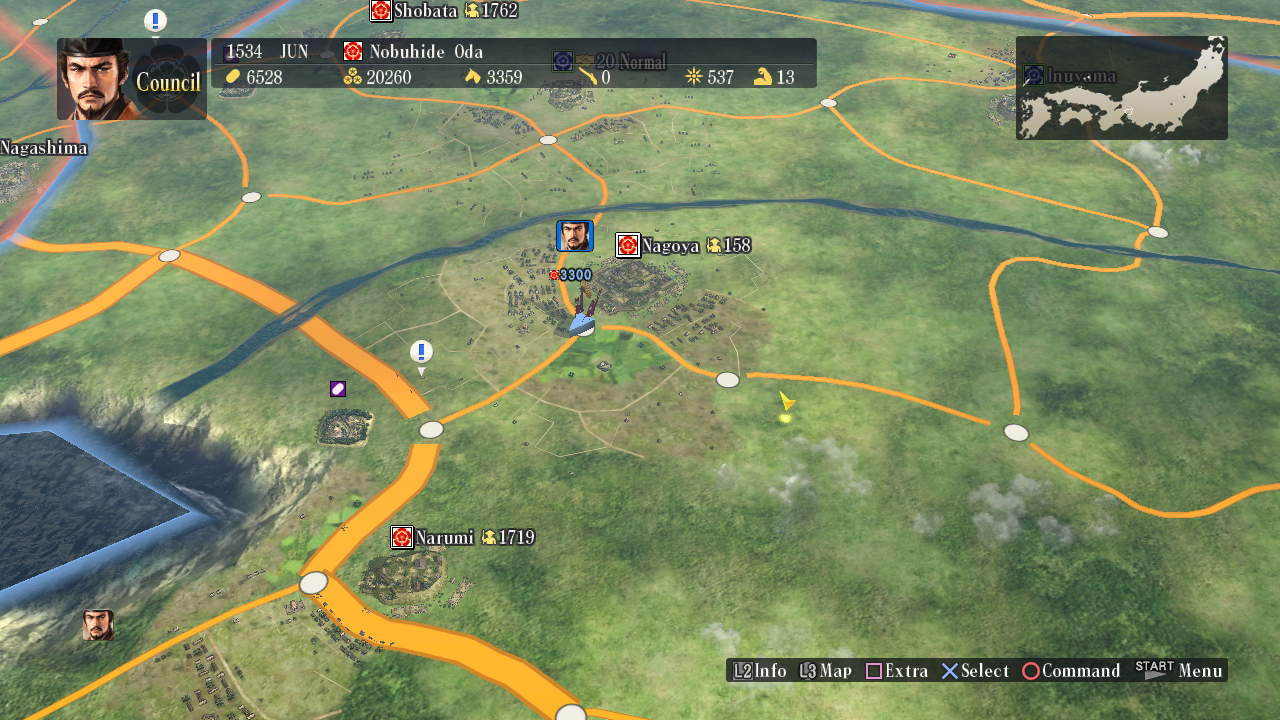 Shobata 1762
1534 JUN Nobuhide Oda
Council
6528 20260 3359 0 537 13
20 Normal
Inuyama
Nagashima
Nagoya 158
3300
Narumi 1719
L2 Info L3 Map Extra Select Command START Menu